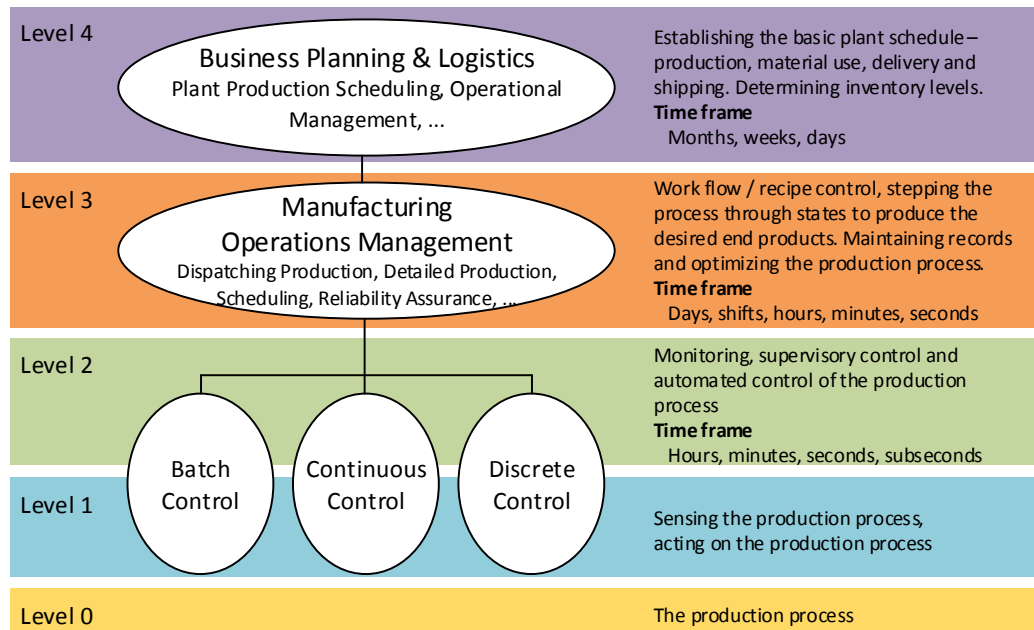 Level 4
Business Planning & Logistics
Plant Production Scheduling, Operational
Management, ...
Establishing the basic plant schedule –
production, material use, delivery and
shipping. Determining inventory levels.
Time frame
Months, weeks, days
Level 3
Manufacturing
Operations Management
Dispatching Production, Detailed Production,
Scheduling, Reliability Assurance, ...
Work flow / recipe control, stepping the
process through states to produce the
desired end products. Maintaining records
and optimizing the production process.
Time frame
Days, shifts, hours, minutes, seconds
Level 2
Monitoring, supervisory control and
automated control of the production
process
Time frame
Hours, minutes, seconds, subseconds
Batch
Control
Continuous
Control
Discrete
Control
Level 1
Sensing the production process,
acting on the production process
Level 0
The production process